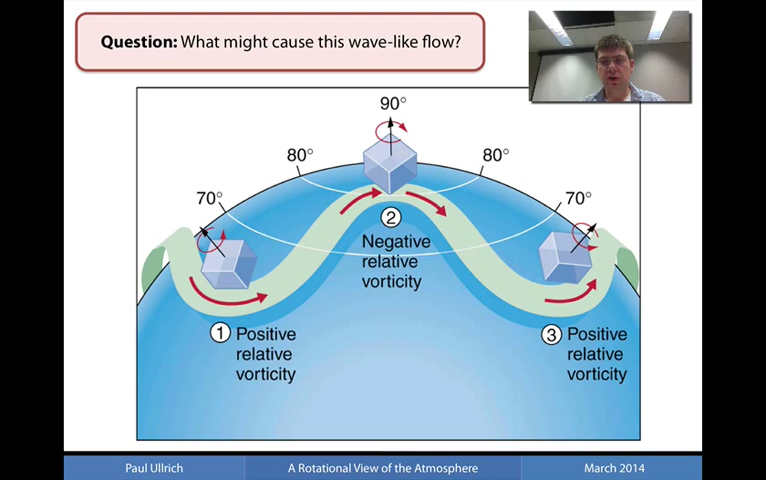 Question: What might cause this wave-like flow?
90°
80°
80°
70°
70°
2
Negative
relative
vorticity
1 Positive
relative
vorticity
3 Positive
relative
vorticity
Paul Ullrich
A Rotational View of the Atmosphere
March 2014